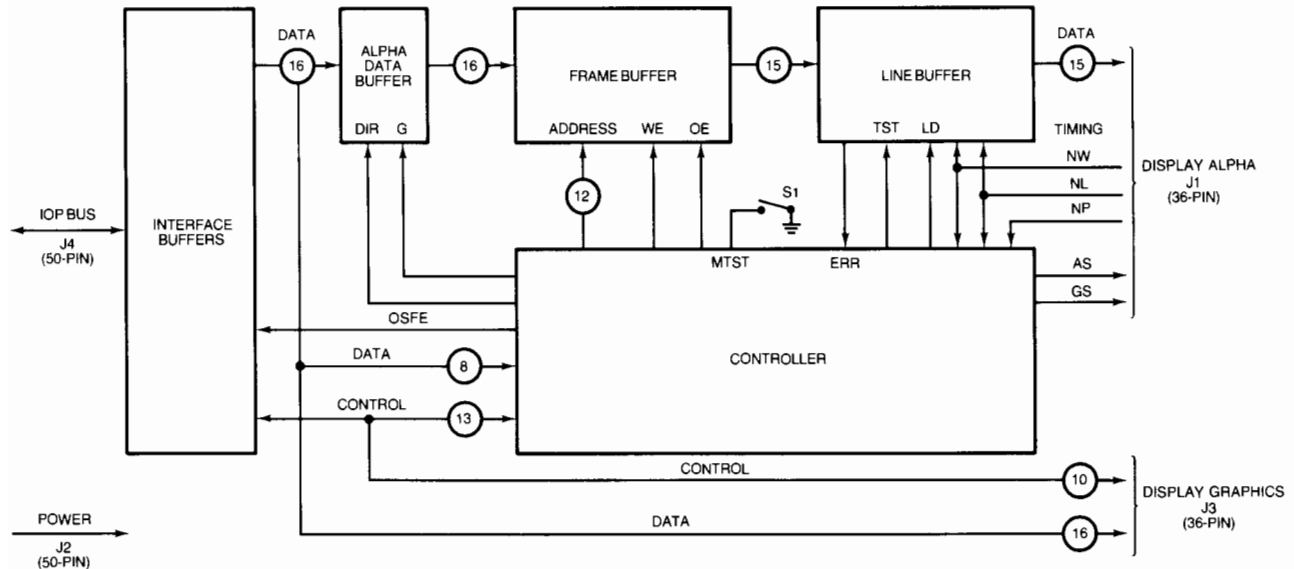 DATA
16
ALPHA
DATA
BUFFER
DIR G
16
FRAME BUFFER
ADDRESS WE OE
15
LINE BUFFER
TST LD
DATA
15
TIMING
NW
NL
NP
AS
GS
DISPLAY ALPHA
J1
(36-PIN)
IOP BUS
J4
(50-PIN)
INTERFACE
BUFFERS
12
S1
MTST ERR
CONTROLLER
OSFE
DATA
8
CONTROL
13
CONTROL
10
DATA
16
DISPLAY GRAPHICS
J3
(36-PIN)
POWER
J2
(50-PIN)